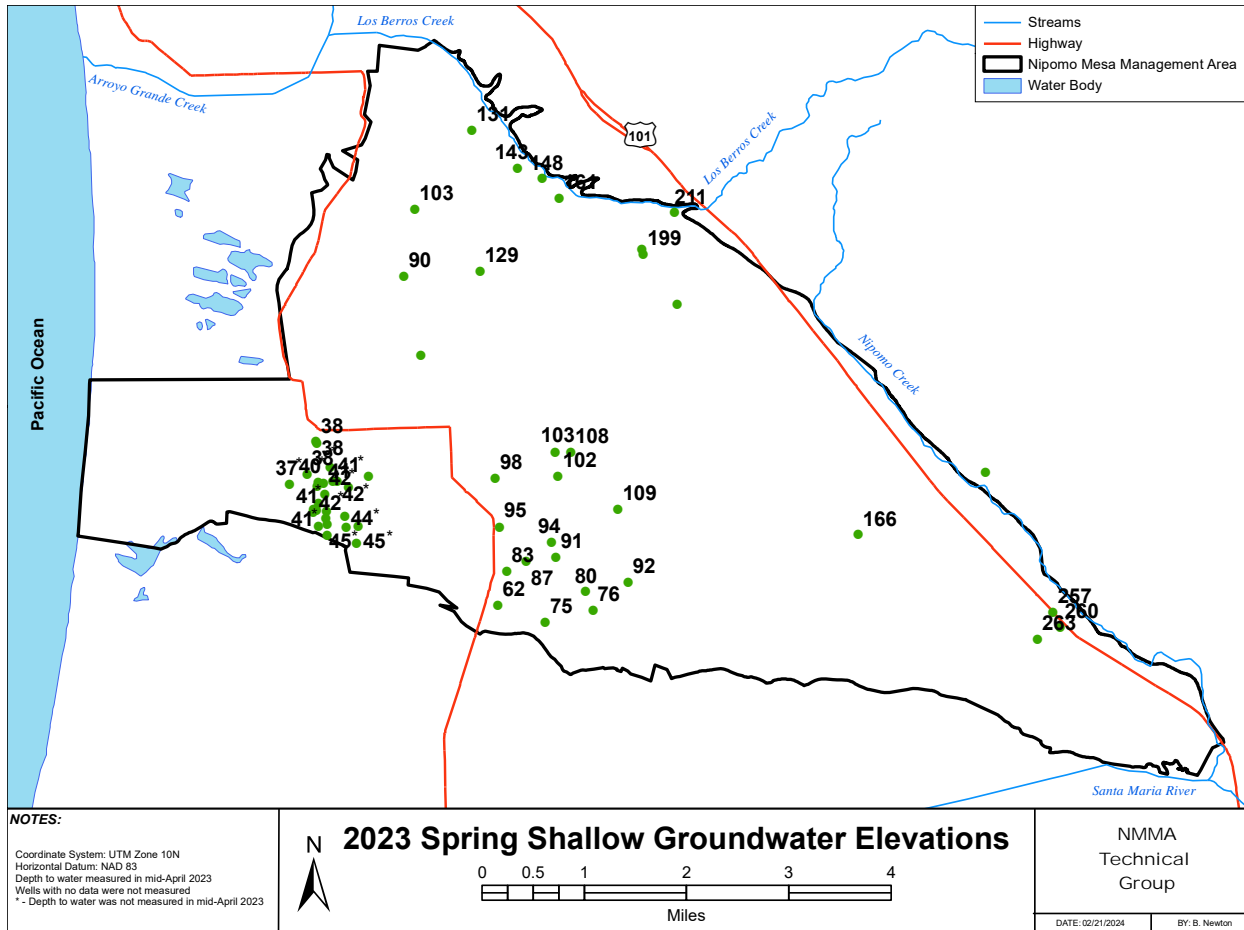 Streams
Highway
Nipomo Mesa Management Area
Water Body
Los Berros Creek
Arroyo Grande Creek
101
Los Berros Creek
Nipomo Creek
Pacific Ocean
Santa Maria River
131
143
148
211
103
199
90
129
38
38
38
37*
40
41*
42
42*
41*
42*
41*
44*
45*
45*
103
108
98
102
109
95
94
91
83
87
80
92
62
76
75
166
257
260
263
NOTES:
Coordinate System: UTM Zone 10N
Horizontal Datum: NAD 83
Depth to water measured in mid-April 2023
Wells with no data were not measured
* - Depth to water was not measured in mid-April 2023
N
2023 Spring Shallow Groundwater Elevations
0 0.5 1 2 3 4
Miles
NMMA
Technical
Group
DATE: 02/21/2024
BY: B. Newton